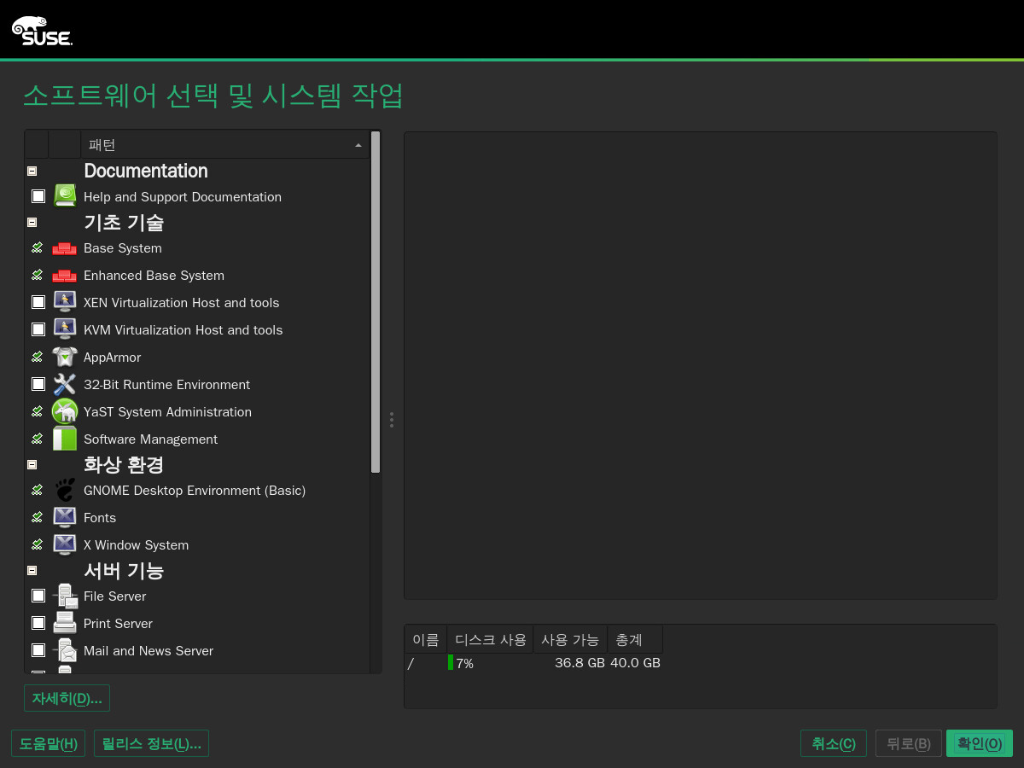 SUSE
소프트웨어 선택 및 시스템 작업
패턴
Documentation
Help and Support Documentation
기초 기술
Base System
Enhanced Base System
XEN Virtualization Host and tools
KVM Virtualization Host and tools
AppArmor
32-Bit Runtime Environment
YaST System Administration
Software Management
화상 환경
GNOME Desktop Environment (Basic)
Fonts
X Window System
서버 기능
File Server
Print Server
Mail and News Server
이름 디스크 사용 사용 가능 총계
/ 7% 36.8 GB 40.0 GB
자세히(D)...
도움말(H) 릴리스 정보(L)... 취소(C) 뒤로(B) 확인(O)